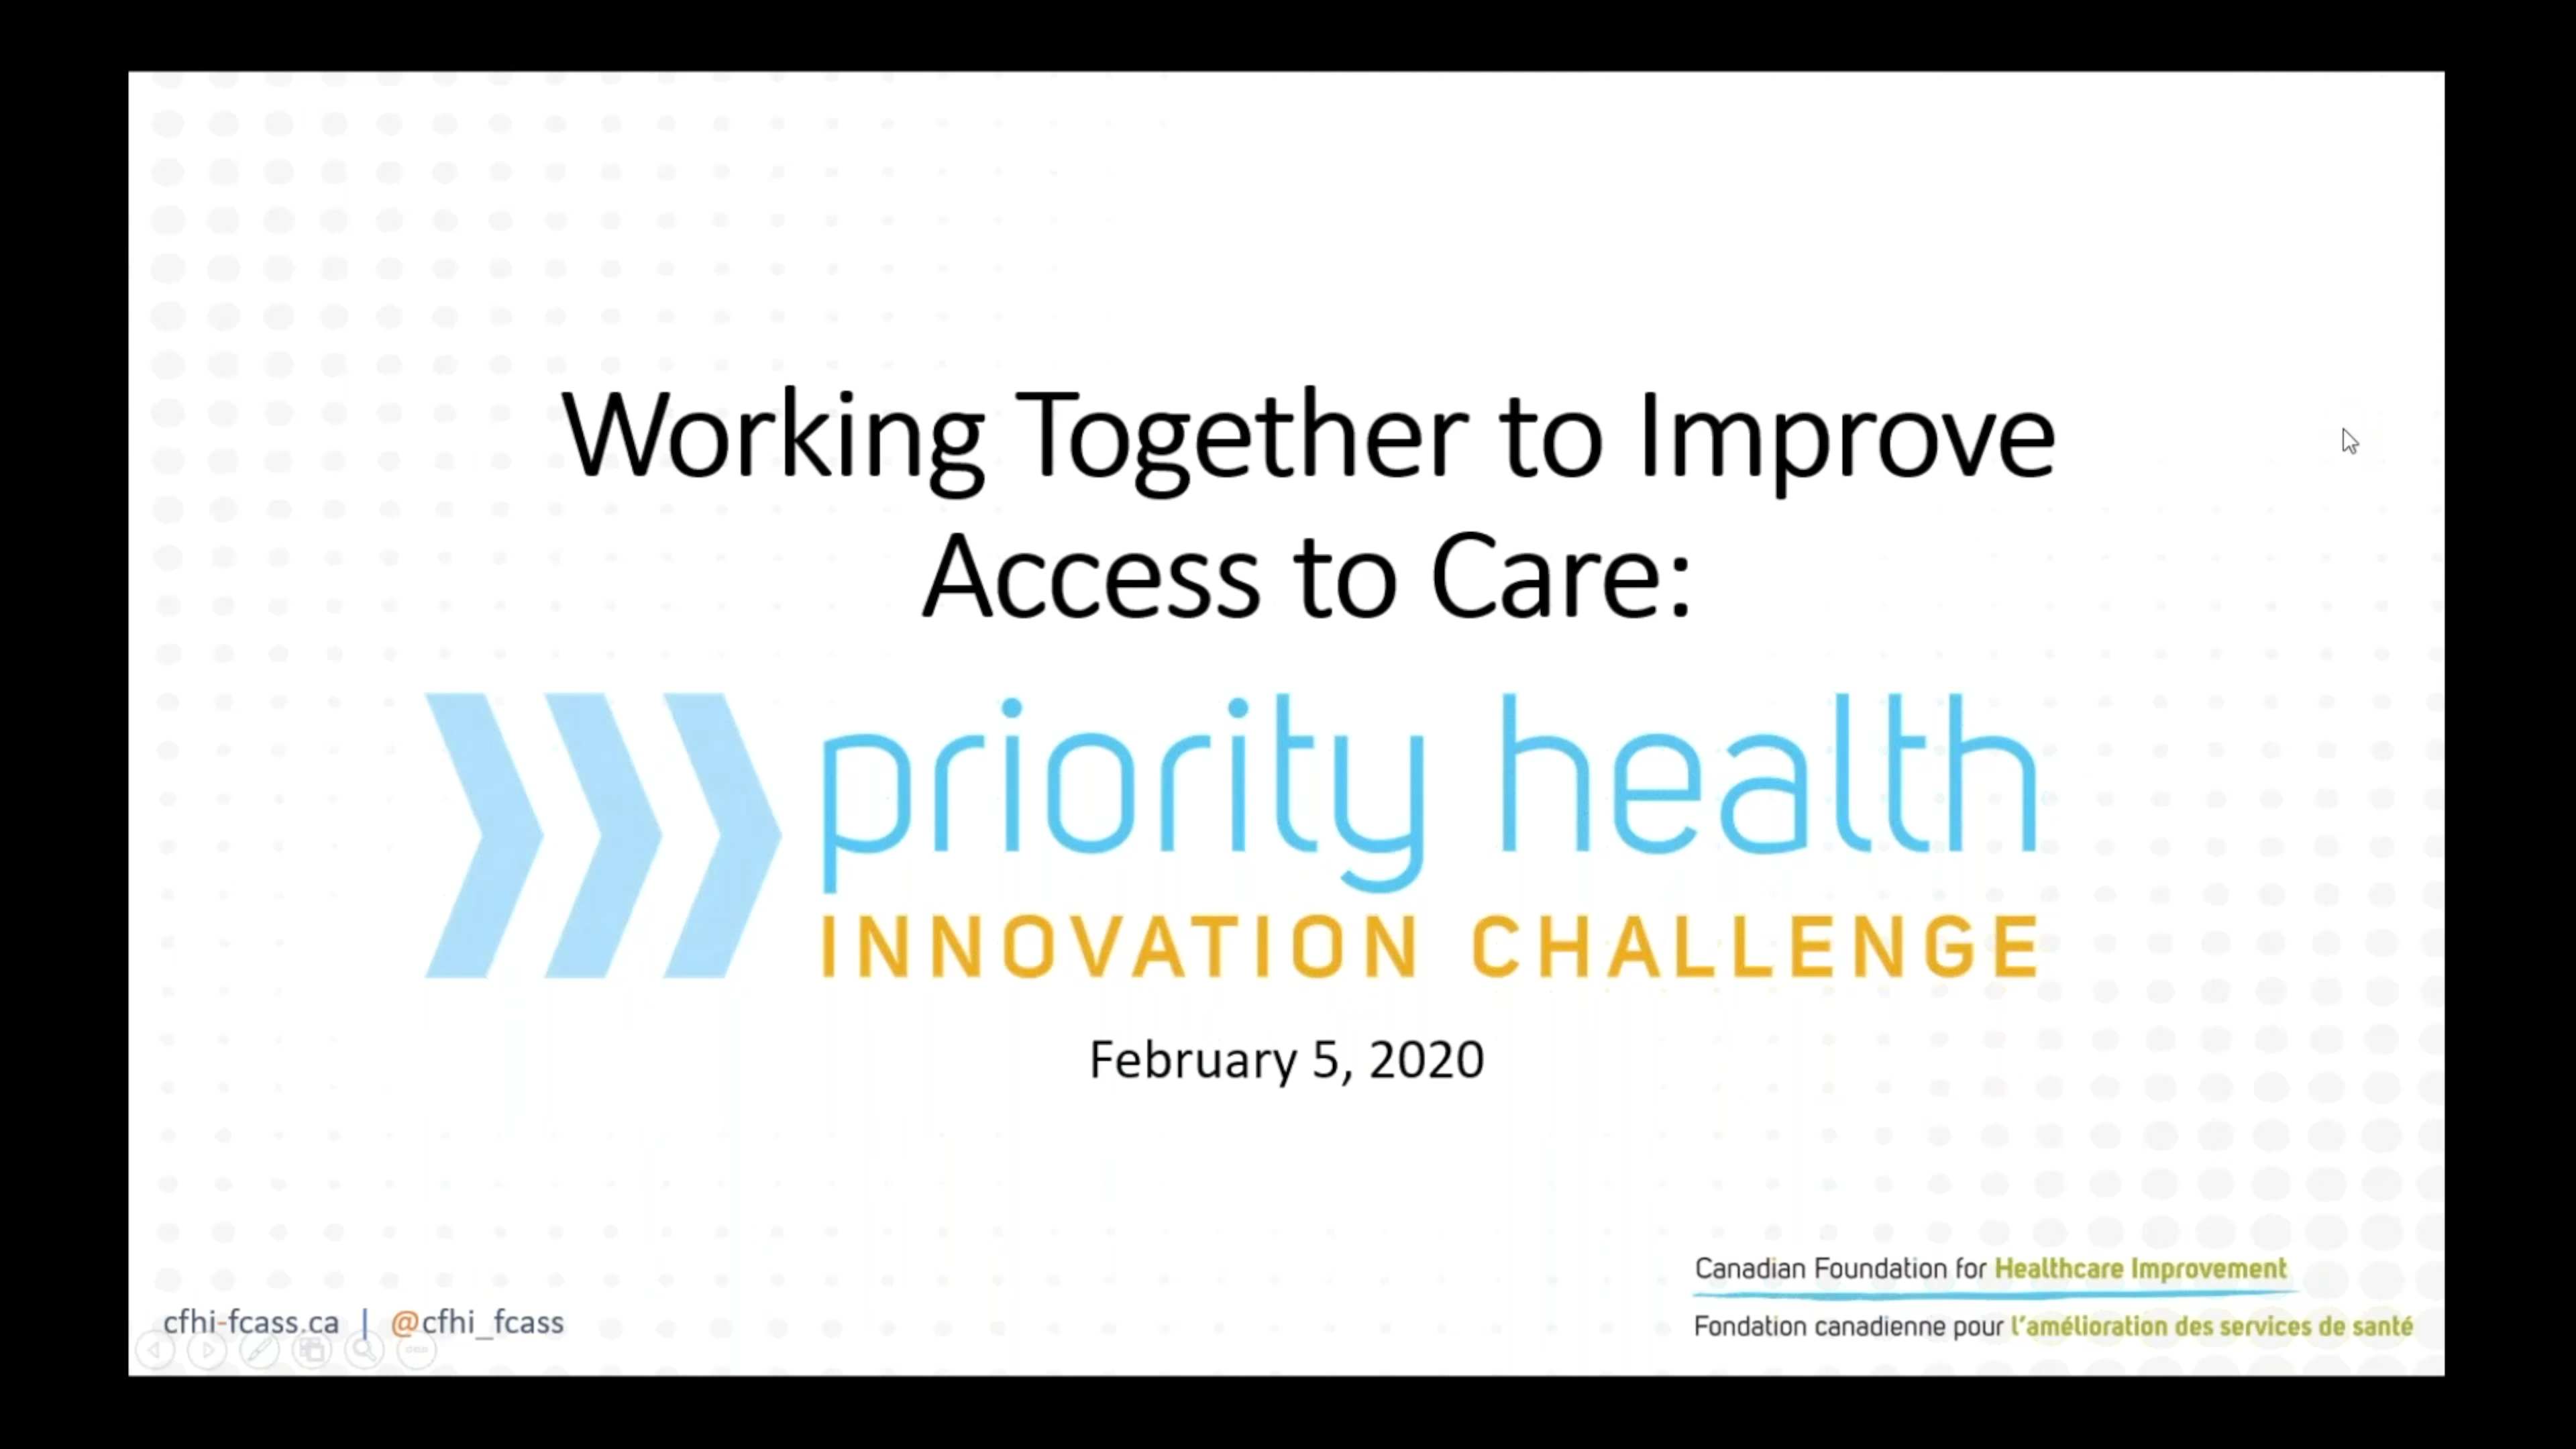 Working Together to Improve
Access to Care:
priority health
INNOVATION CHALLENGE
February 5, 2020
cfhi-fcass.ca | @cfhi_fcass
Canadian Foundation for Healthcare Improvement
Fondation canadienne pour l'amélioration des services de santé